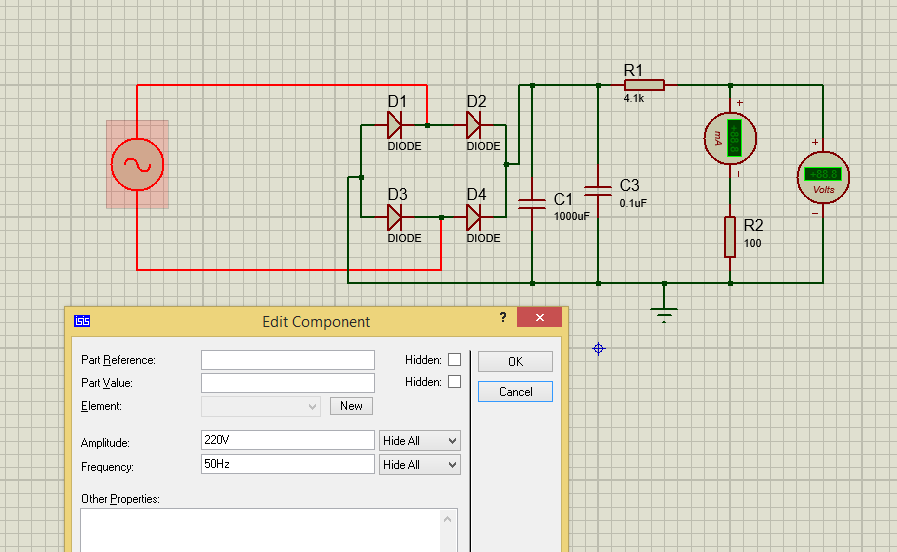 R1
4.1k
D1
D2
DIODE
DIODE
+
mA
+88.8
-
+
+88.8
Volts
-
D3
D4
DIODE
DIODE
C1
1000uF
C3
0.1uF
R2
100
ISIS
Edit Component
?
Part Reference:
Hidden:
OK
Part Value:
Hidden:
Cancel
Element:
New
Amplitude:
220V
Hide All
Frequency:
50Hz
Hide All
Other Properties: